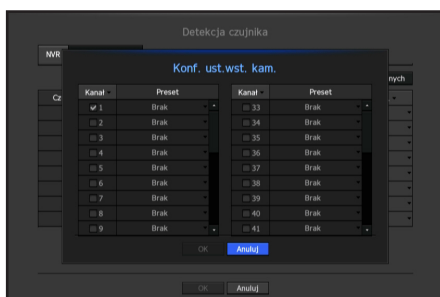 Detekcja czujnika
NVR
Konf. ust.wst. kam.
nych
Kanał Preset Kanał Preset
Cz
1 Brak 33 Brak
2 Brak 34 Brak
3 Brak 35 Brak
4 Brak 36 Brak
5 Brak 37 Brak
6 Brak 38 Brak
7 Brak 39 Brak
8 Brak 40 Brak
9 Brak 41 Brak
OK Anuluj
OK Anuluj